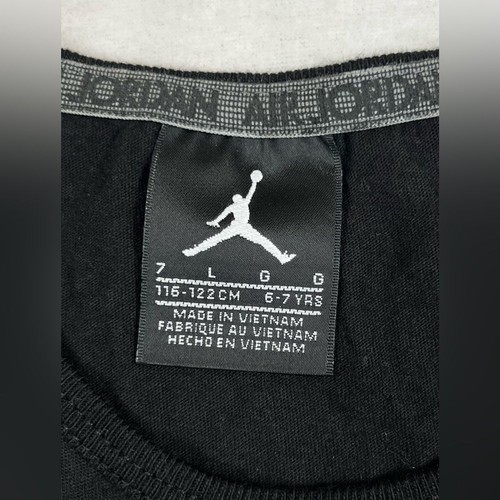 JORDAN AIR JORDAN
7 L G G
116-122 CM 6-7 YRS
MADE IN VIETNAM
FABRIQUE AU VIETNAM
HECHO EN VIETNAM